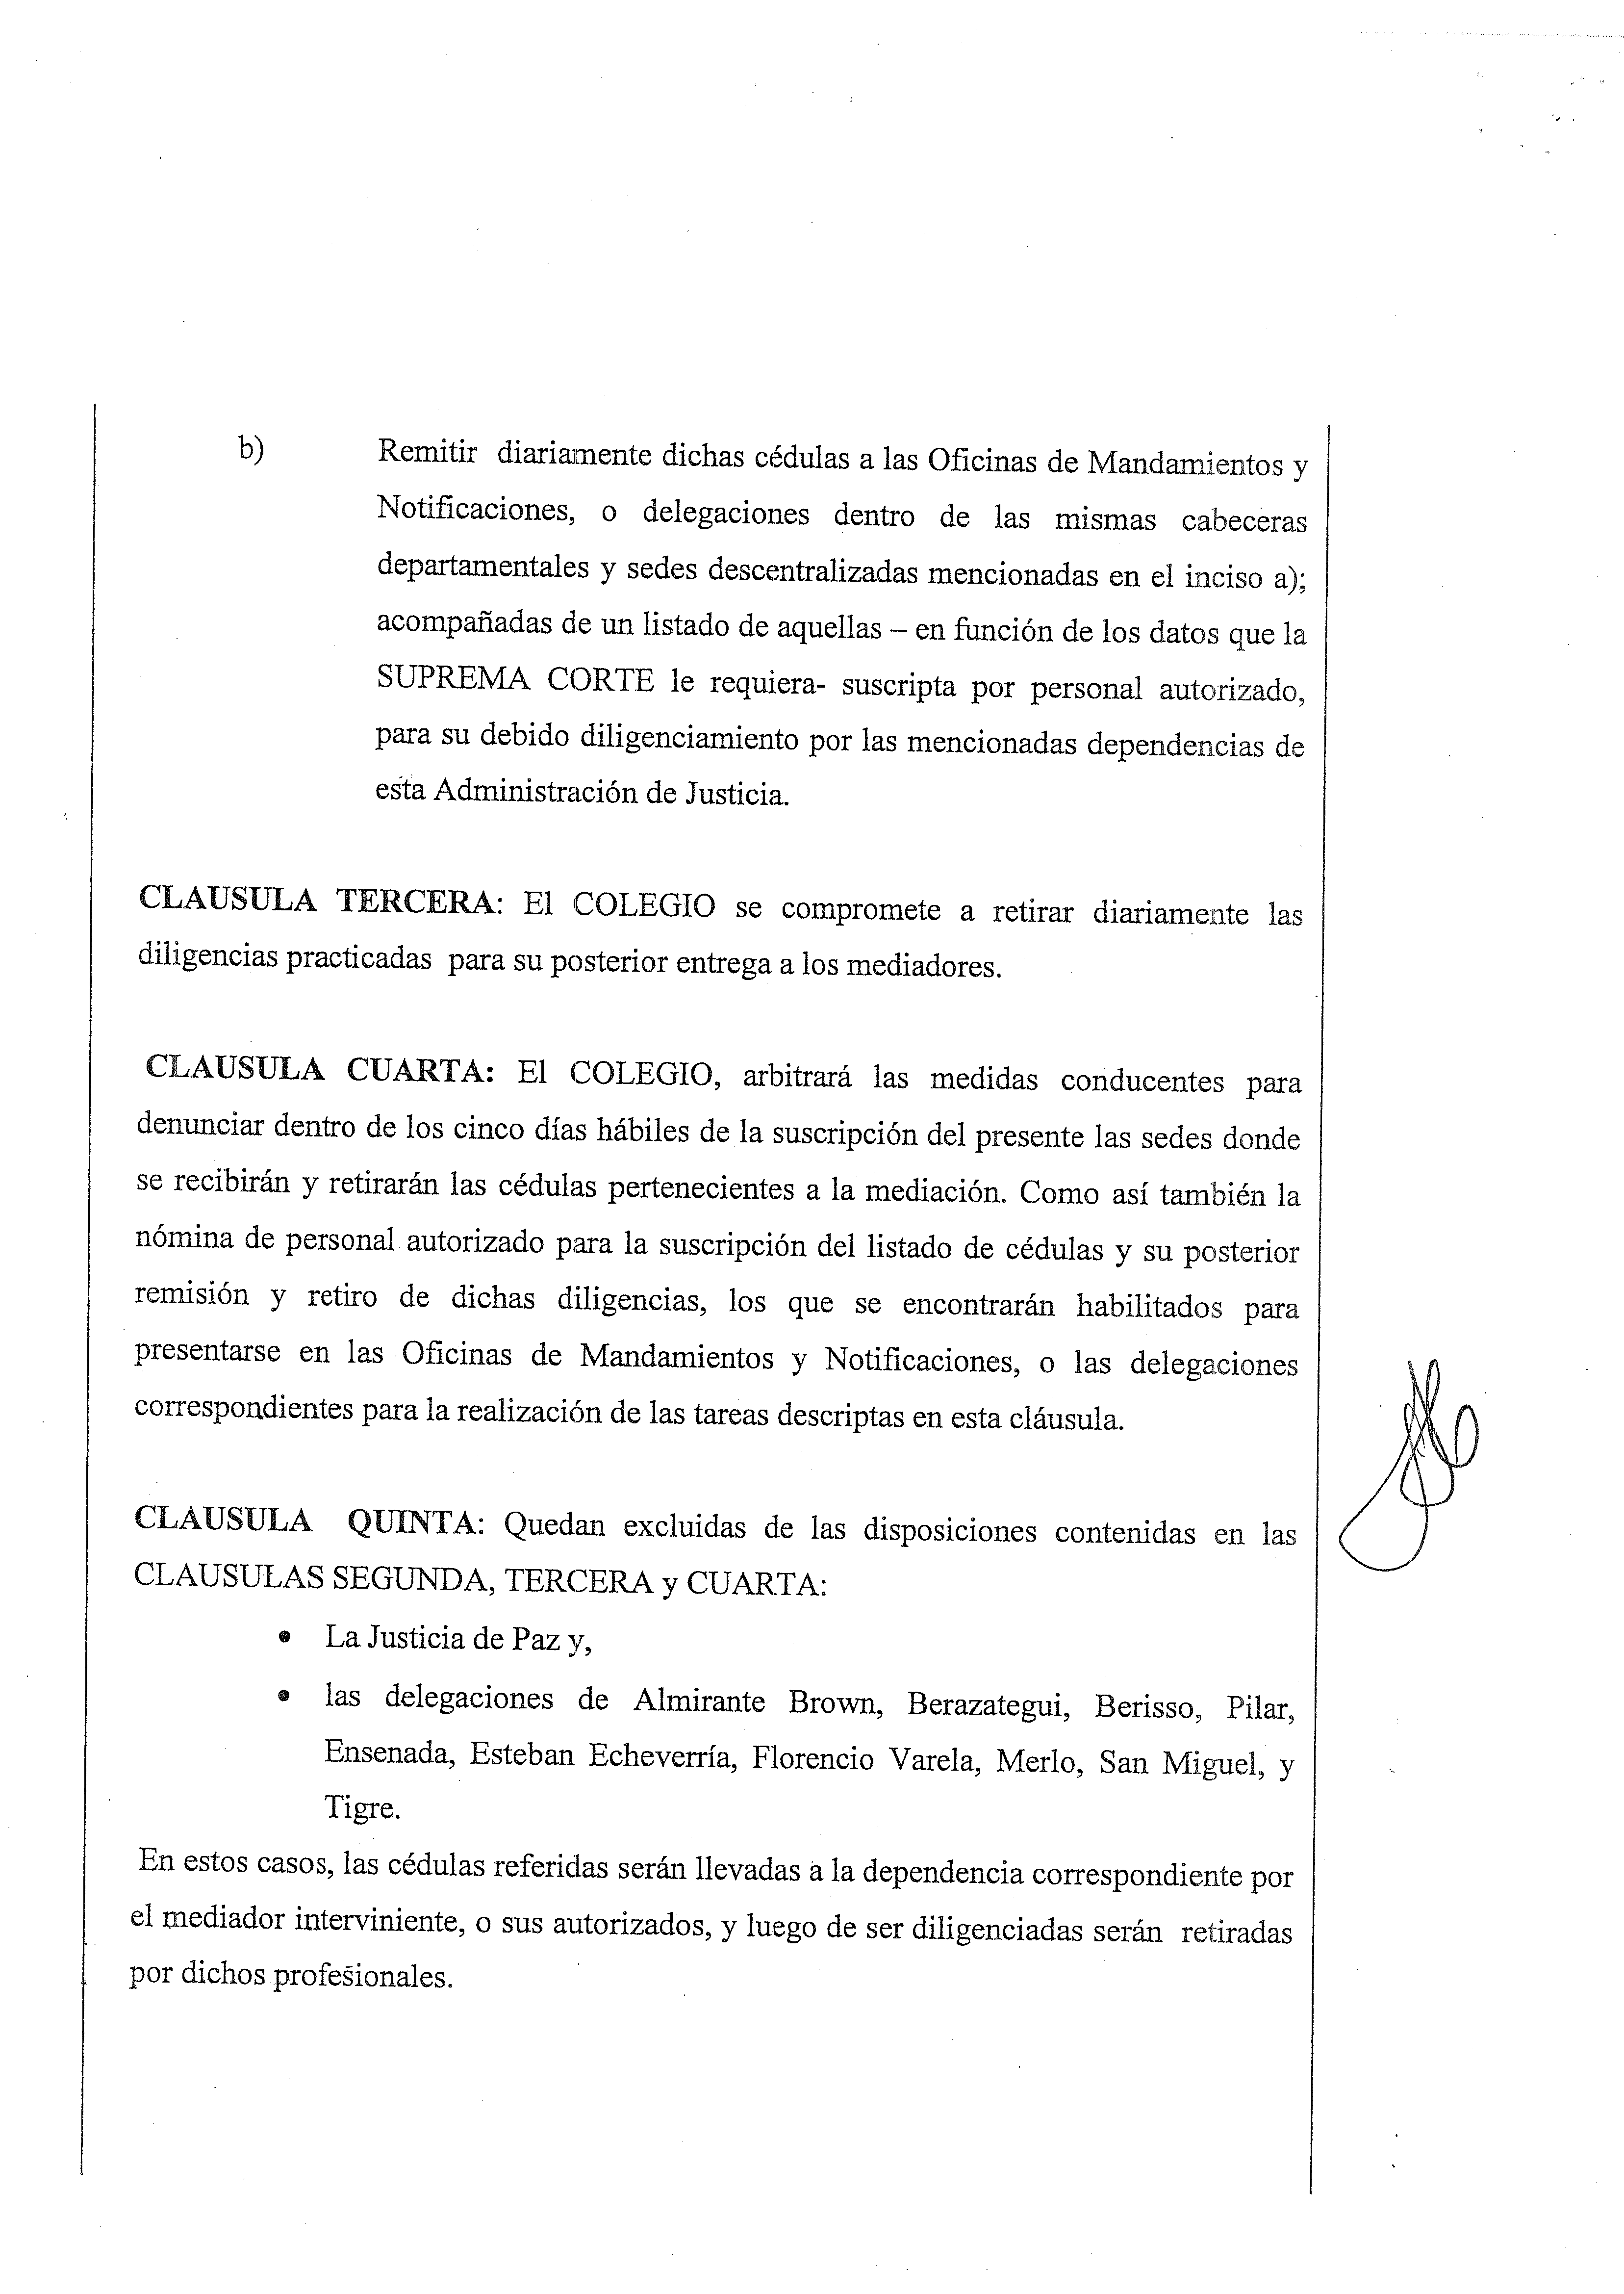 b) Remitir diariamente dichas cédulas a las Oficinas de Mandamientos y
Notificaciones, o delegaciones dentro de las mismas cabeceras
departamentales y sedes descentralizadas mencionadas en el inciso a);
acompañadas de un listado de aquellas – en función de los datos que la
SUPREMA CORTE le requiera- suscripta por personal autorizado,
para su debido diligenciamiento por las mencionadas dependencias de
esta Administración de Justicia.
CLAUSULA TERCERA: El COLEGIO se compromete a retirar diariamente las
diligencias practicadas para su posterior entrega a los mediadores.
CLAUSULA CUARTA: El COLEGIO, arbitrará las medidas conducentes para
denunciar dentro de los cinco días hábiles de la suscripción del presente las sedes donde
se recibirán y retirarán las cédulas pertenecientes a la mediación. Como así también la
nómina de personal autorizado para la suscripción del listado de cédulas y su posterior
remisión y retiro de dichas diligencias, los que se encontrarán habilitados para
presentarse en las Oficinas de Mandamientos y Notificaciones, o las delegaciones
correspondientes para la realización de las tareas descriptas en esta cláusula.
CLAUSULA QUINTA: Quedan excluidas de las disposiciones contenidas en las
CLAUSULAS SEGUNDA, TERCERA y CUARTA:
• La Justicia de Paz y,
• las delegaciones de Almirante Brown, Berazategui, Berisso, Pilar,
Ensenada, Esteban Echeverría, Florencio Varela, Merlo, San Miguel, y
Tigre.
En estos casos, las cédulas referidas serán llevadas a la dependencia correspondiente por
el mediador interviniente, o sus autorizados, y luego de ser diligenciadas serán retiradas
por dichos profesionales.